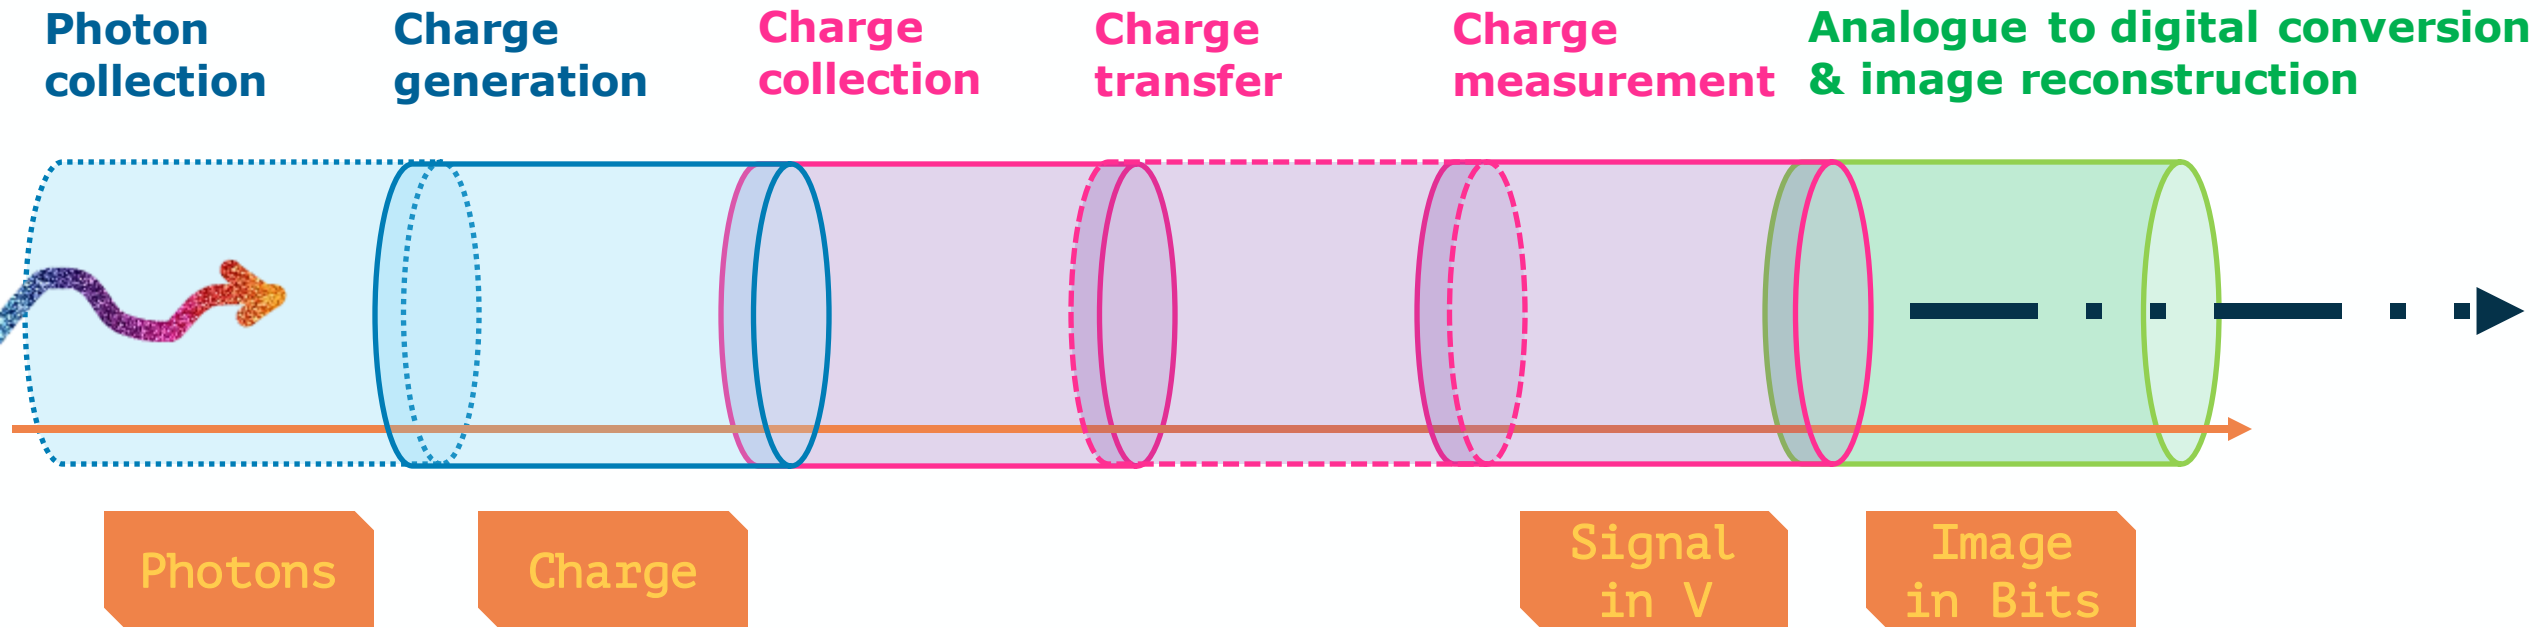 Photon
collection
Charge
generation
Charge
collection
Charge
transfer
Charge
measurement
Analogue to digital conversion
& image reconstruction
Photons
Charge
Signal
in V
Image
in Bits